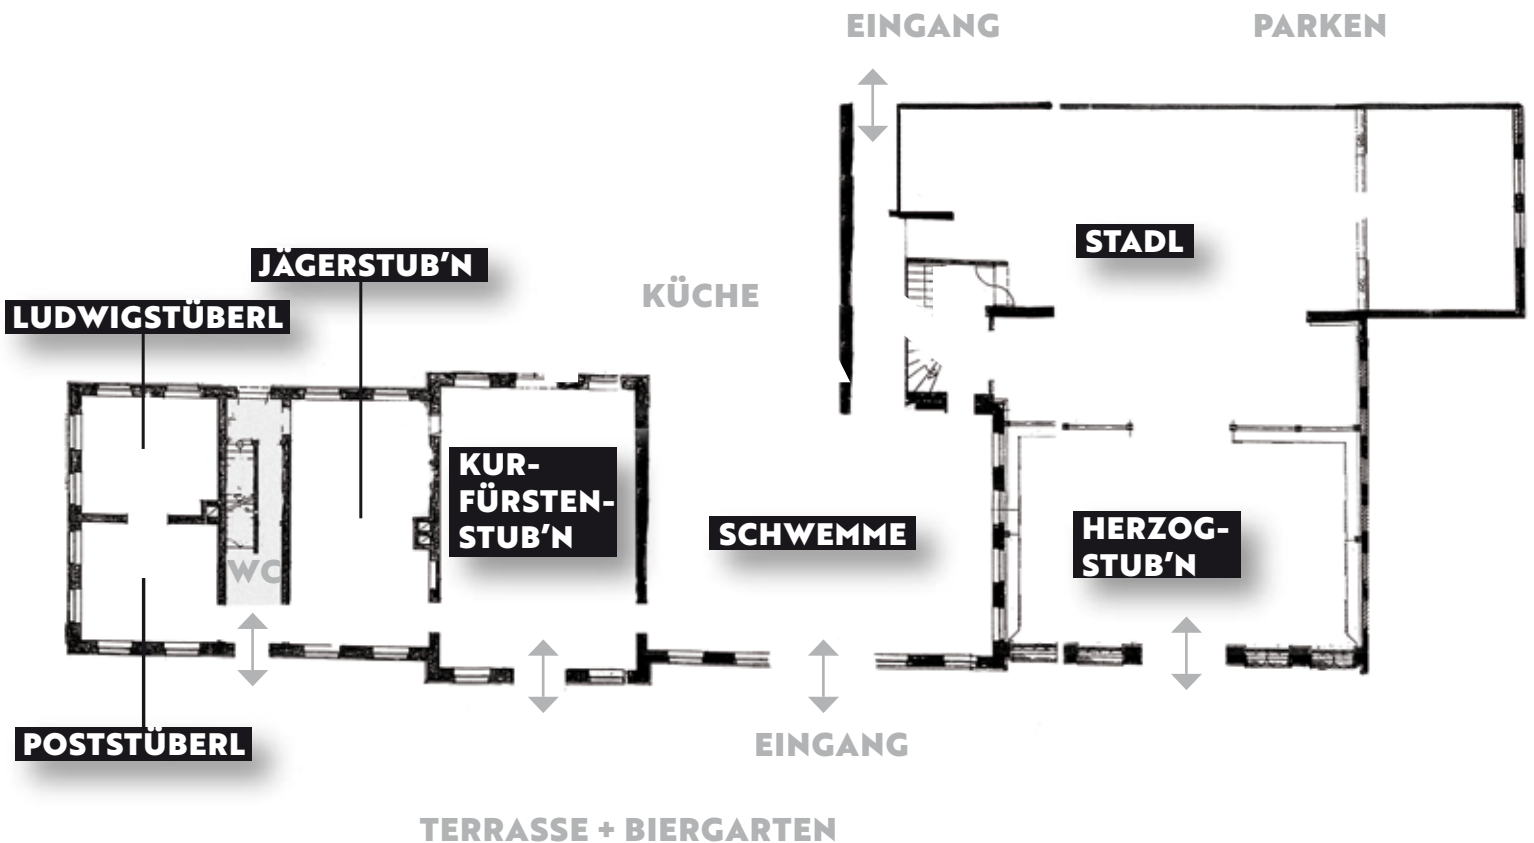 EINGANG
PARKEN
STADL
JÄGERSTUB'N
KÜCHE
LUDWIGSTÜBERL
KUR-
FÜRSTEN-
STUB'N
SCHWEMME
HERZOG-
STUB'N
WC
POSTSTÜBERL
EINGANG
TERRASSE + BIERGARTEN